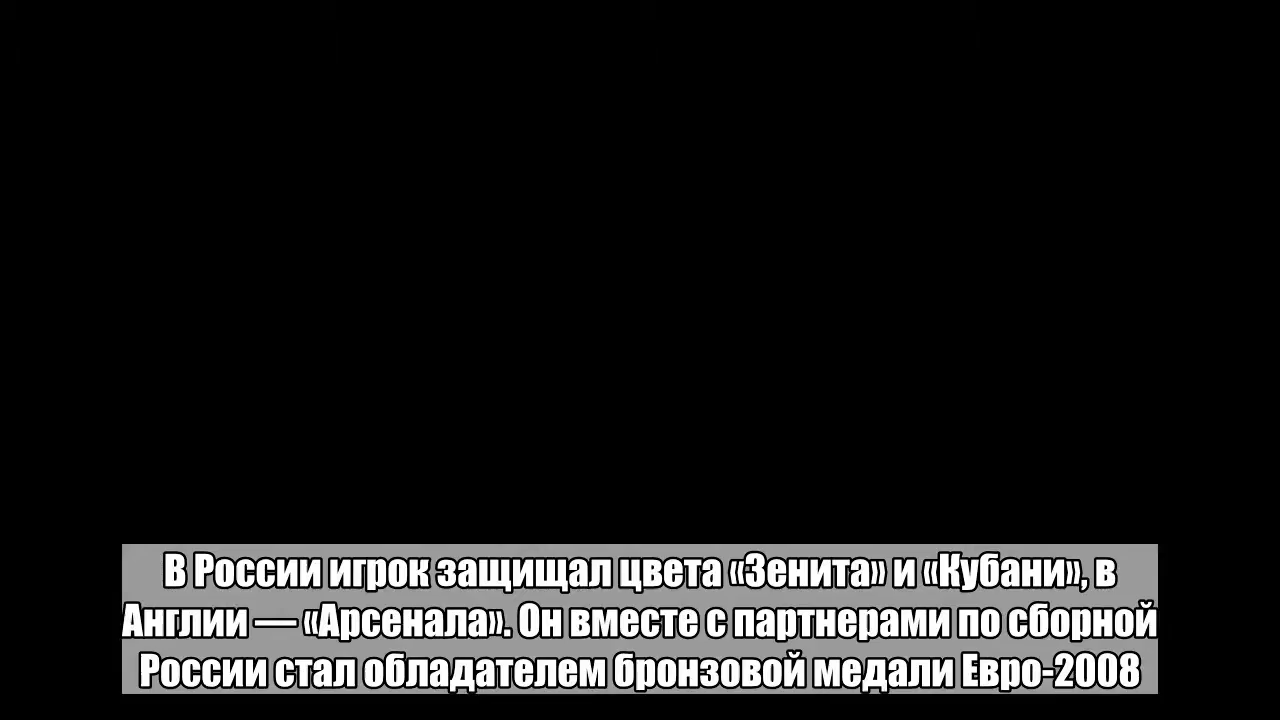 В России игрок защищал цвета «Зенита» и «Кубани», в
Англии — «Арсенала». Он вместе с партнерами по сборной
России стал обладателем бронзовой медали Евро-2008